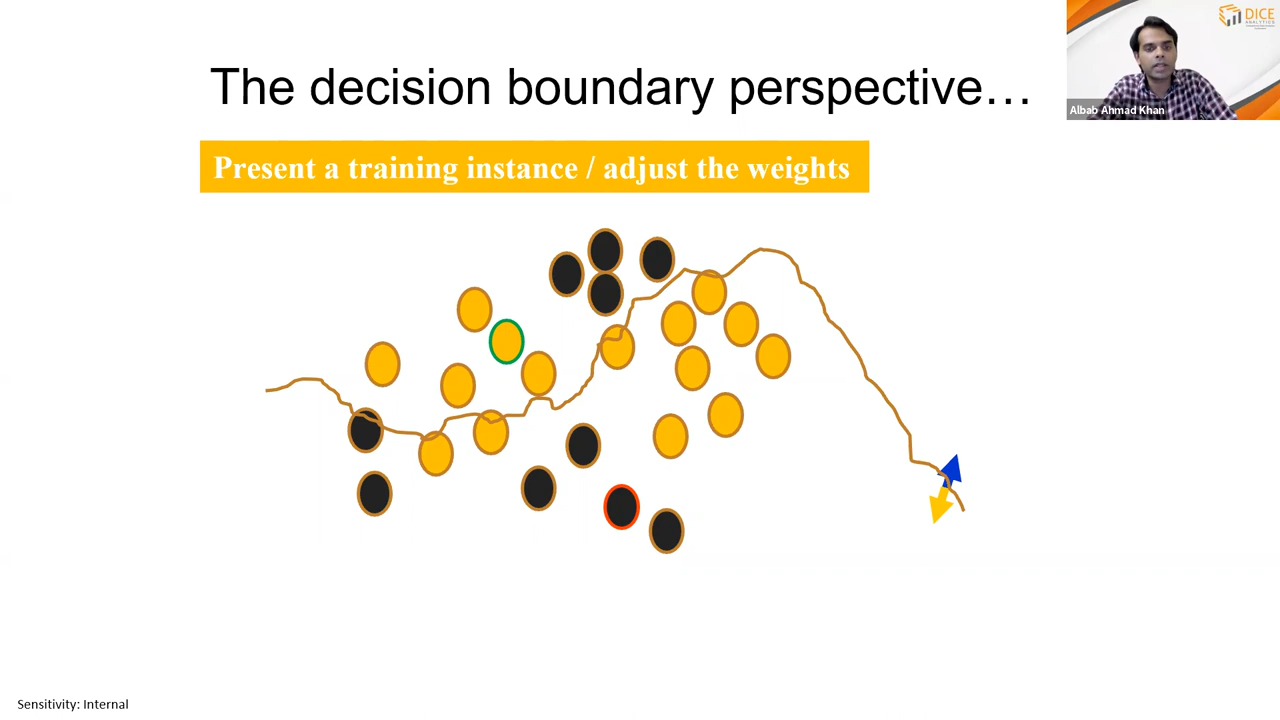 The decision boundary perspective…
Present a training instance / adjust the weights
DICE
ANALYTICS
Albab Ahmad Khan
Sensitivity: Internal